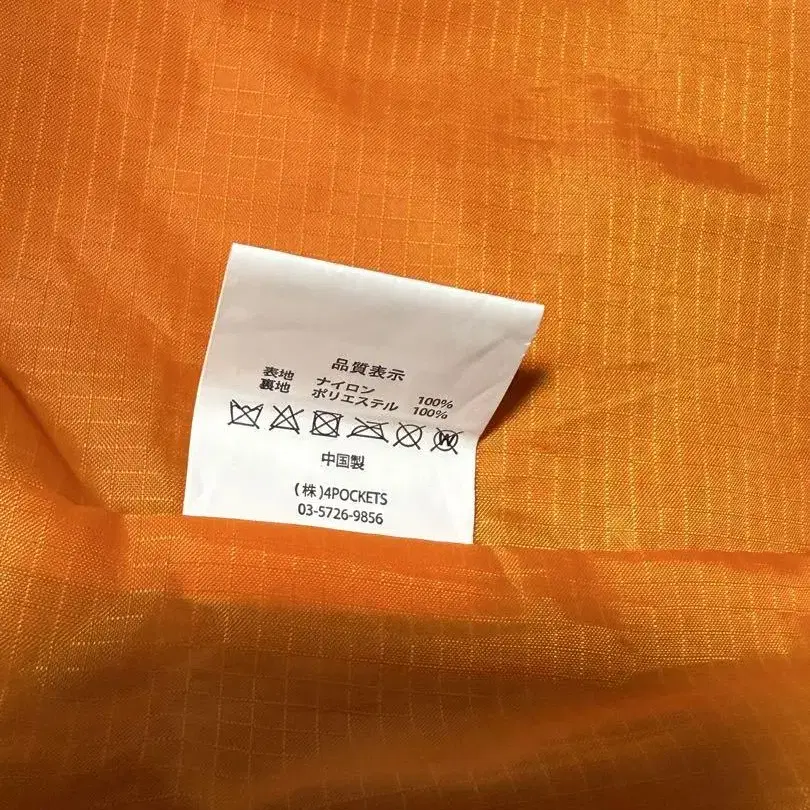 品質表示
表地 ナイロン 100%
裏地 ポリエステル 100%
W
中国製
(株)4POCKETS
03-5726-9856